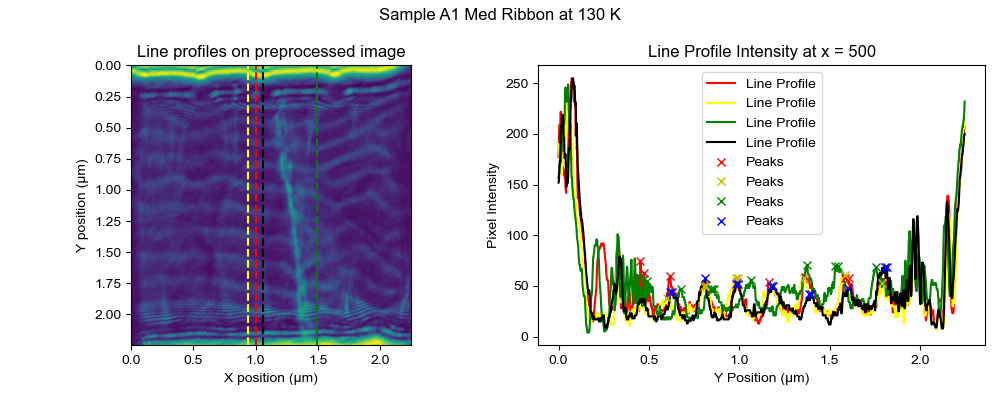 Sample A1 Med Ribbon at 130 K
Line profiles on preprocessed image
0.00
0.25
0.50
0.75
1.00
1.25
1.50
1.75
2.00
Y position (μm)
0.0 0.5 1.0 1.5 2.0
X position (μm)
Line Profile Intensity at x = 500
250
200
150
100
50
0
Pixel Intensity
Line Profile
Line Profile
Line Profile
Line Profile
Peaks
Peaks
Peaks
Peaks
0.0 0.5 1.0 1.5 2.0
Y Position (μm)